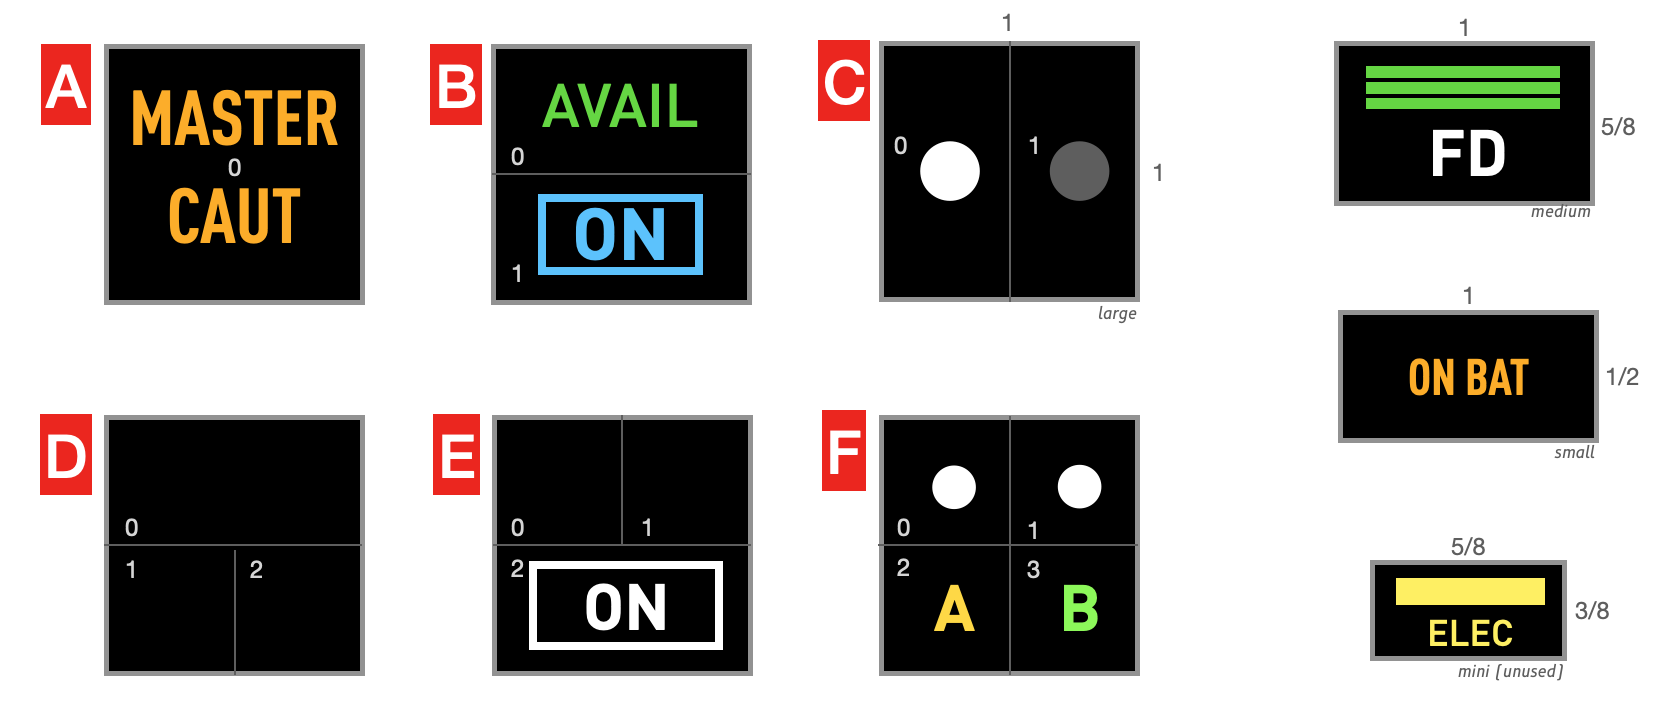 A
MASTER
0
CAUT
B
AVAIL
0
ON
1
C
1
0
1
1
large
1
FD
5/8
medium
1
ON BAT
1/2
small
D
0
1
2
E
0
1
2
ON
F
0
1
2
3
A
B
5/8
ELEC
3/8
mini (unused)